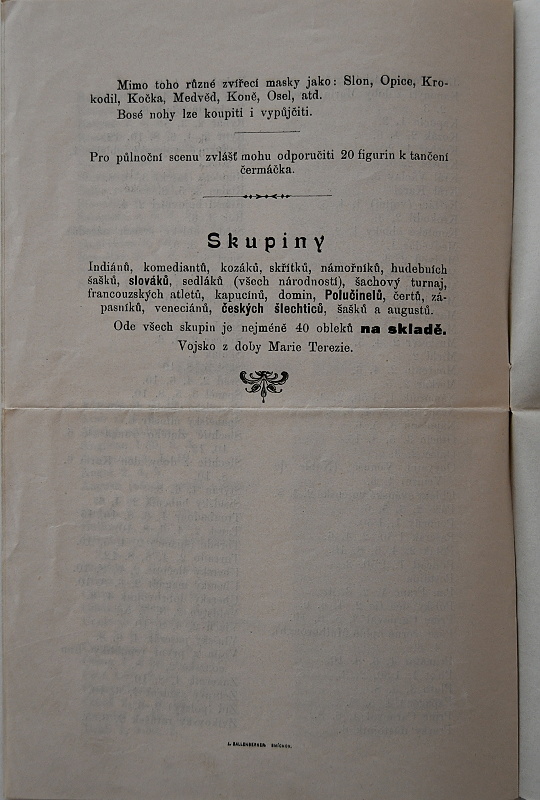 Mimo toho různé zvířecí masky jako: Slon, Opice, Kro-
kodil, Kočka, Medvěd, Koně, Osel, atd.
Bosé nohy lze koupiti i vypůjčiti.
Pro půlnoční scenu zvlášť mohu odporučiti 20 figurin k tančení
čermáčka.
Skupiny
Indiánů, komediantů, kozáků, skřítků, námořníků, hudebních
šašků, slováků, sedláků (všech národností), šachový turnaj,
francouzských atletů, kapucínů, domin, Polučinelů, čertů, zá-
pasníků, veneciánů, českých šlechticů, šašků a augustů.
Ode všech skupin je nejméně 40 obleků na skladě.
Vojsko z doby Marie Terezie.